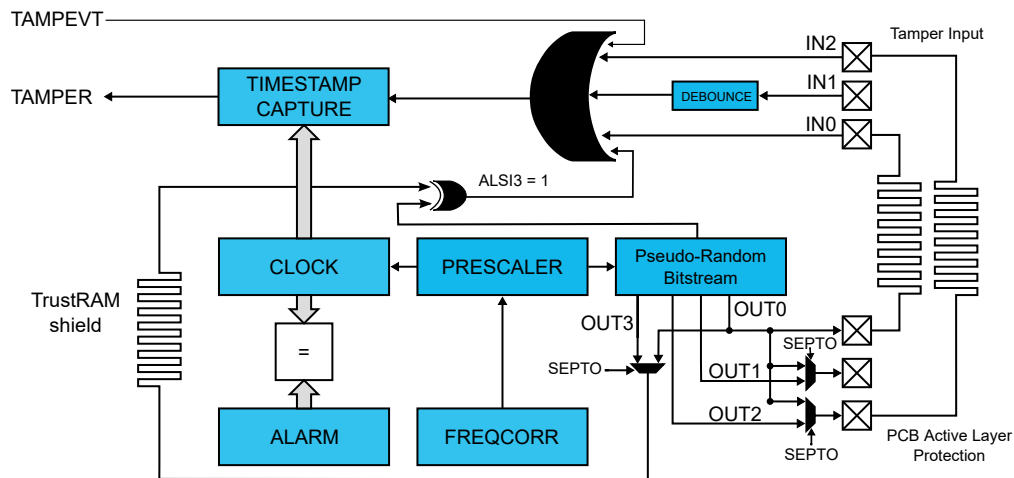 TAMPEVT
Tamper Input
IN2
TIMESTAMP
CAPTURE
TAMPER
DEBOUNCE
IN1
IN0
ALSI3 = 1
CLOCK
PRESCALER
Pseudo-Random
Bitstream
TrustRAM
shield
OUT3
OUT0
=
SEPTO
SEPTO
OUT1
OUT2
ALARM
FREQCORR
SEPTO
PCB Active Layer
Protection